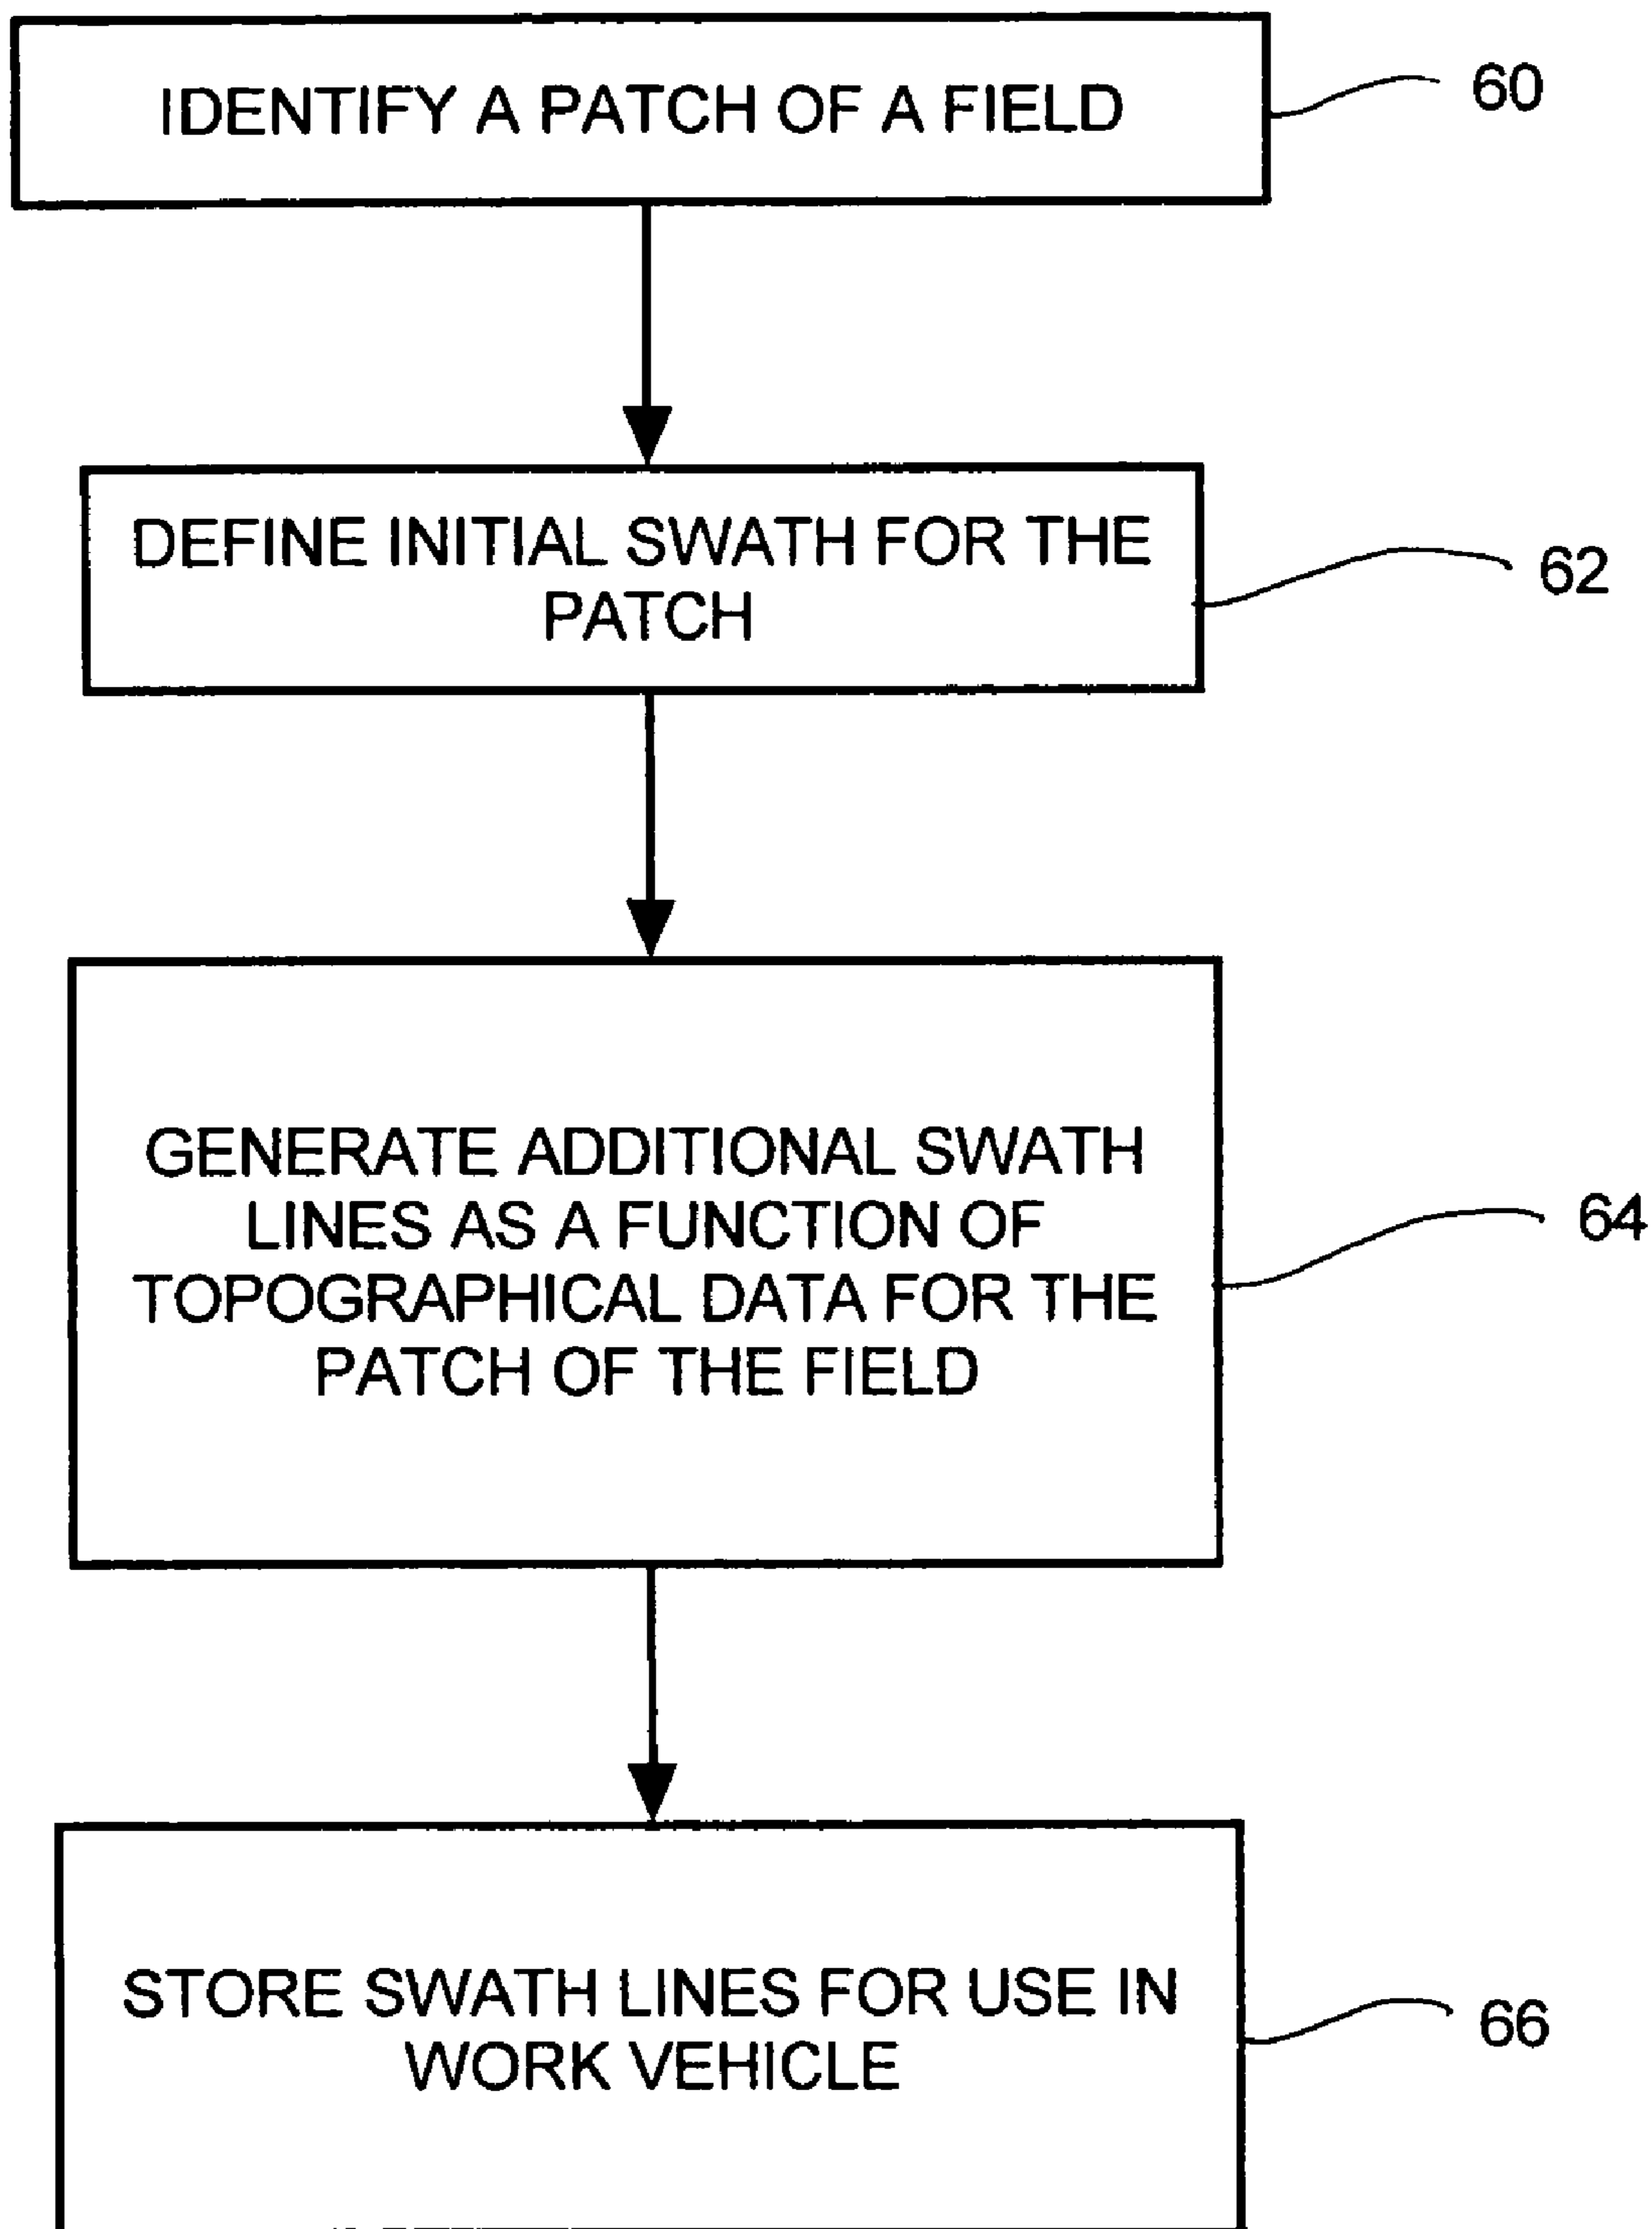 IDENTIFY A PATCH OF A FIELD
60
DEFINE INITIAL SWATH FOR THE
PATCH
62
GENERATE ADDITIONAL SWATH
LINES AS A FUNCTION OF
TOPOGRAPHICAL DATA FOR THE
PATCH OF THE FIELD
64
STORE SWATH LINES FOR USE IN
WORK VEHICLE
66